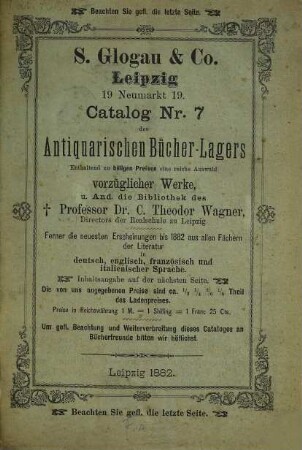 Beachten Sie gefl. die letzte Seite.
S. Glogau & Co.
Leipzig
19 Neumarkt 19.
Catalog Nr. 7
des
Antiquarischen Bücher-Lagers
Enthaltend zu billigen Preisen eine reiche Auswahl
vorzüglicher Werke,
u. And. die Bibliothek des
† Professor Dr. C. Theodor Wagner,
Directors der Realschule zu Leipzig
Ferner die neuesten Erscheinungen bis 1882 aus allen Fächern
der Literatur
in
deutsch, englisch, französisch und
italienischer Sprache.
Inhaltsangabe auf der nächsten Seite.
Die von uns angegebenen Preise sind ca. Theil
des Ladenpreises.
Preise in Reichswährung 1 M. = 1 Shilling = 1 Franc 25 Cts.
Um gefl. Beachtung und Weiterverbreitung dieses Cataloges an
Bücherfreunde bitten wir höflichst.
Leipzig 1882.
Beachten Sie gefl. die letzte Seite.